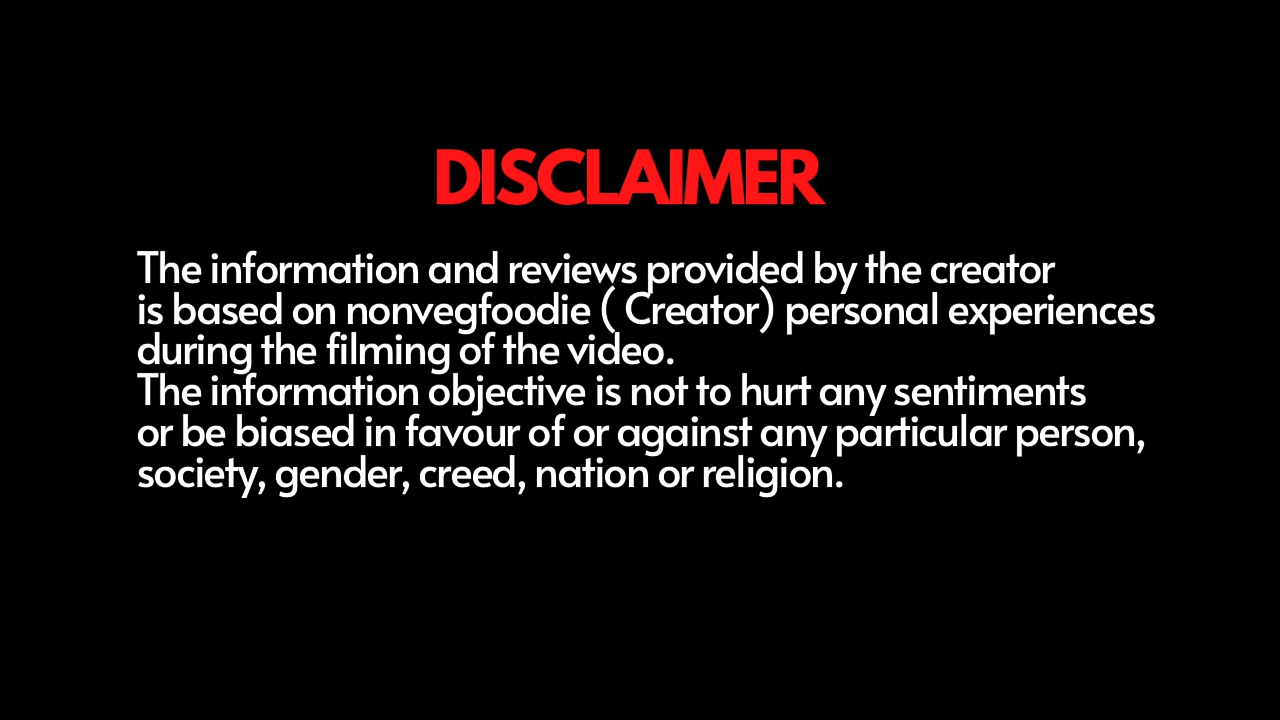 DISCLAIMER
The information and reviews provided by the creator
is based on nonvegfoodie ( Creator) personal experiences
during the filming of the video.
The information objective is not to hurt any sentiments
or be biased in favour of or against any particular person,
society, gender, creed, nation or religion.